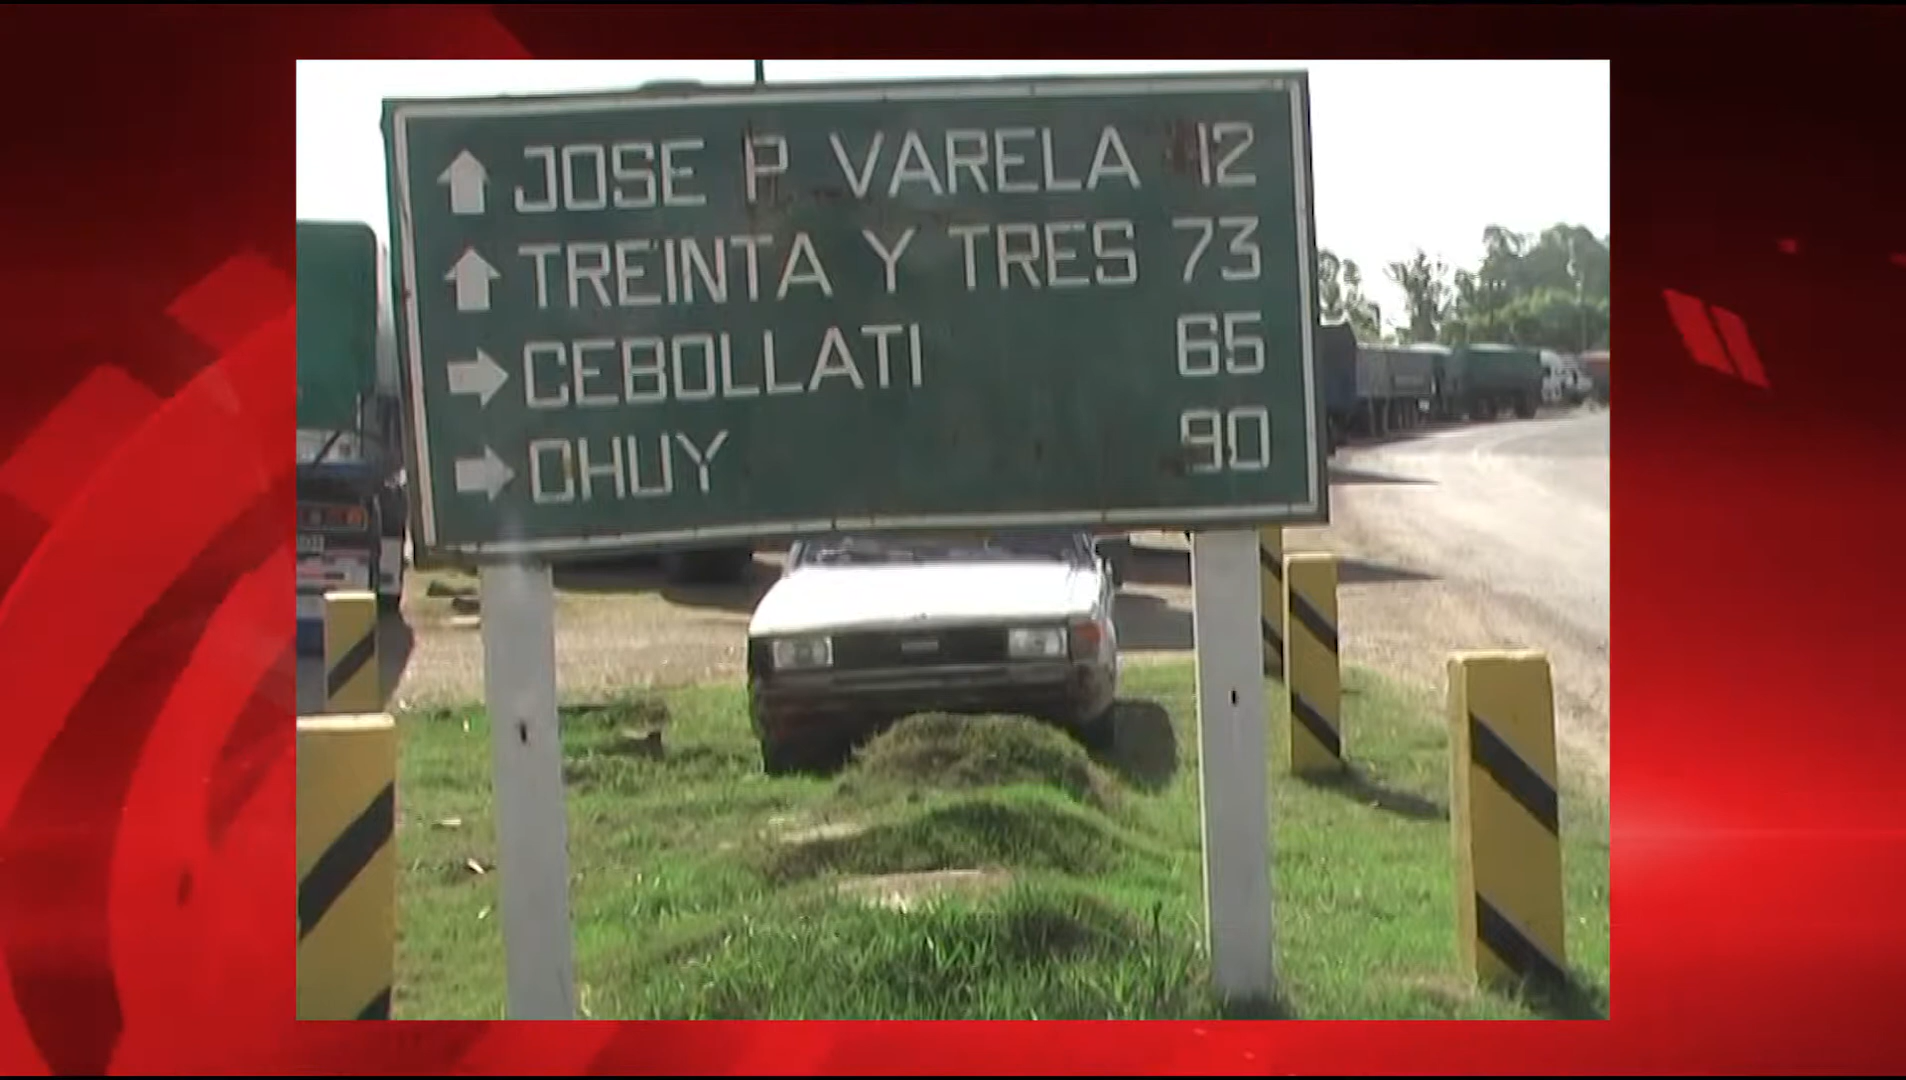 JOSE P VARELA 12
TREINTA Y TRES 73
CEBOLLATI 65
CHUY 90